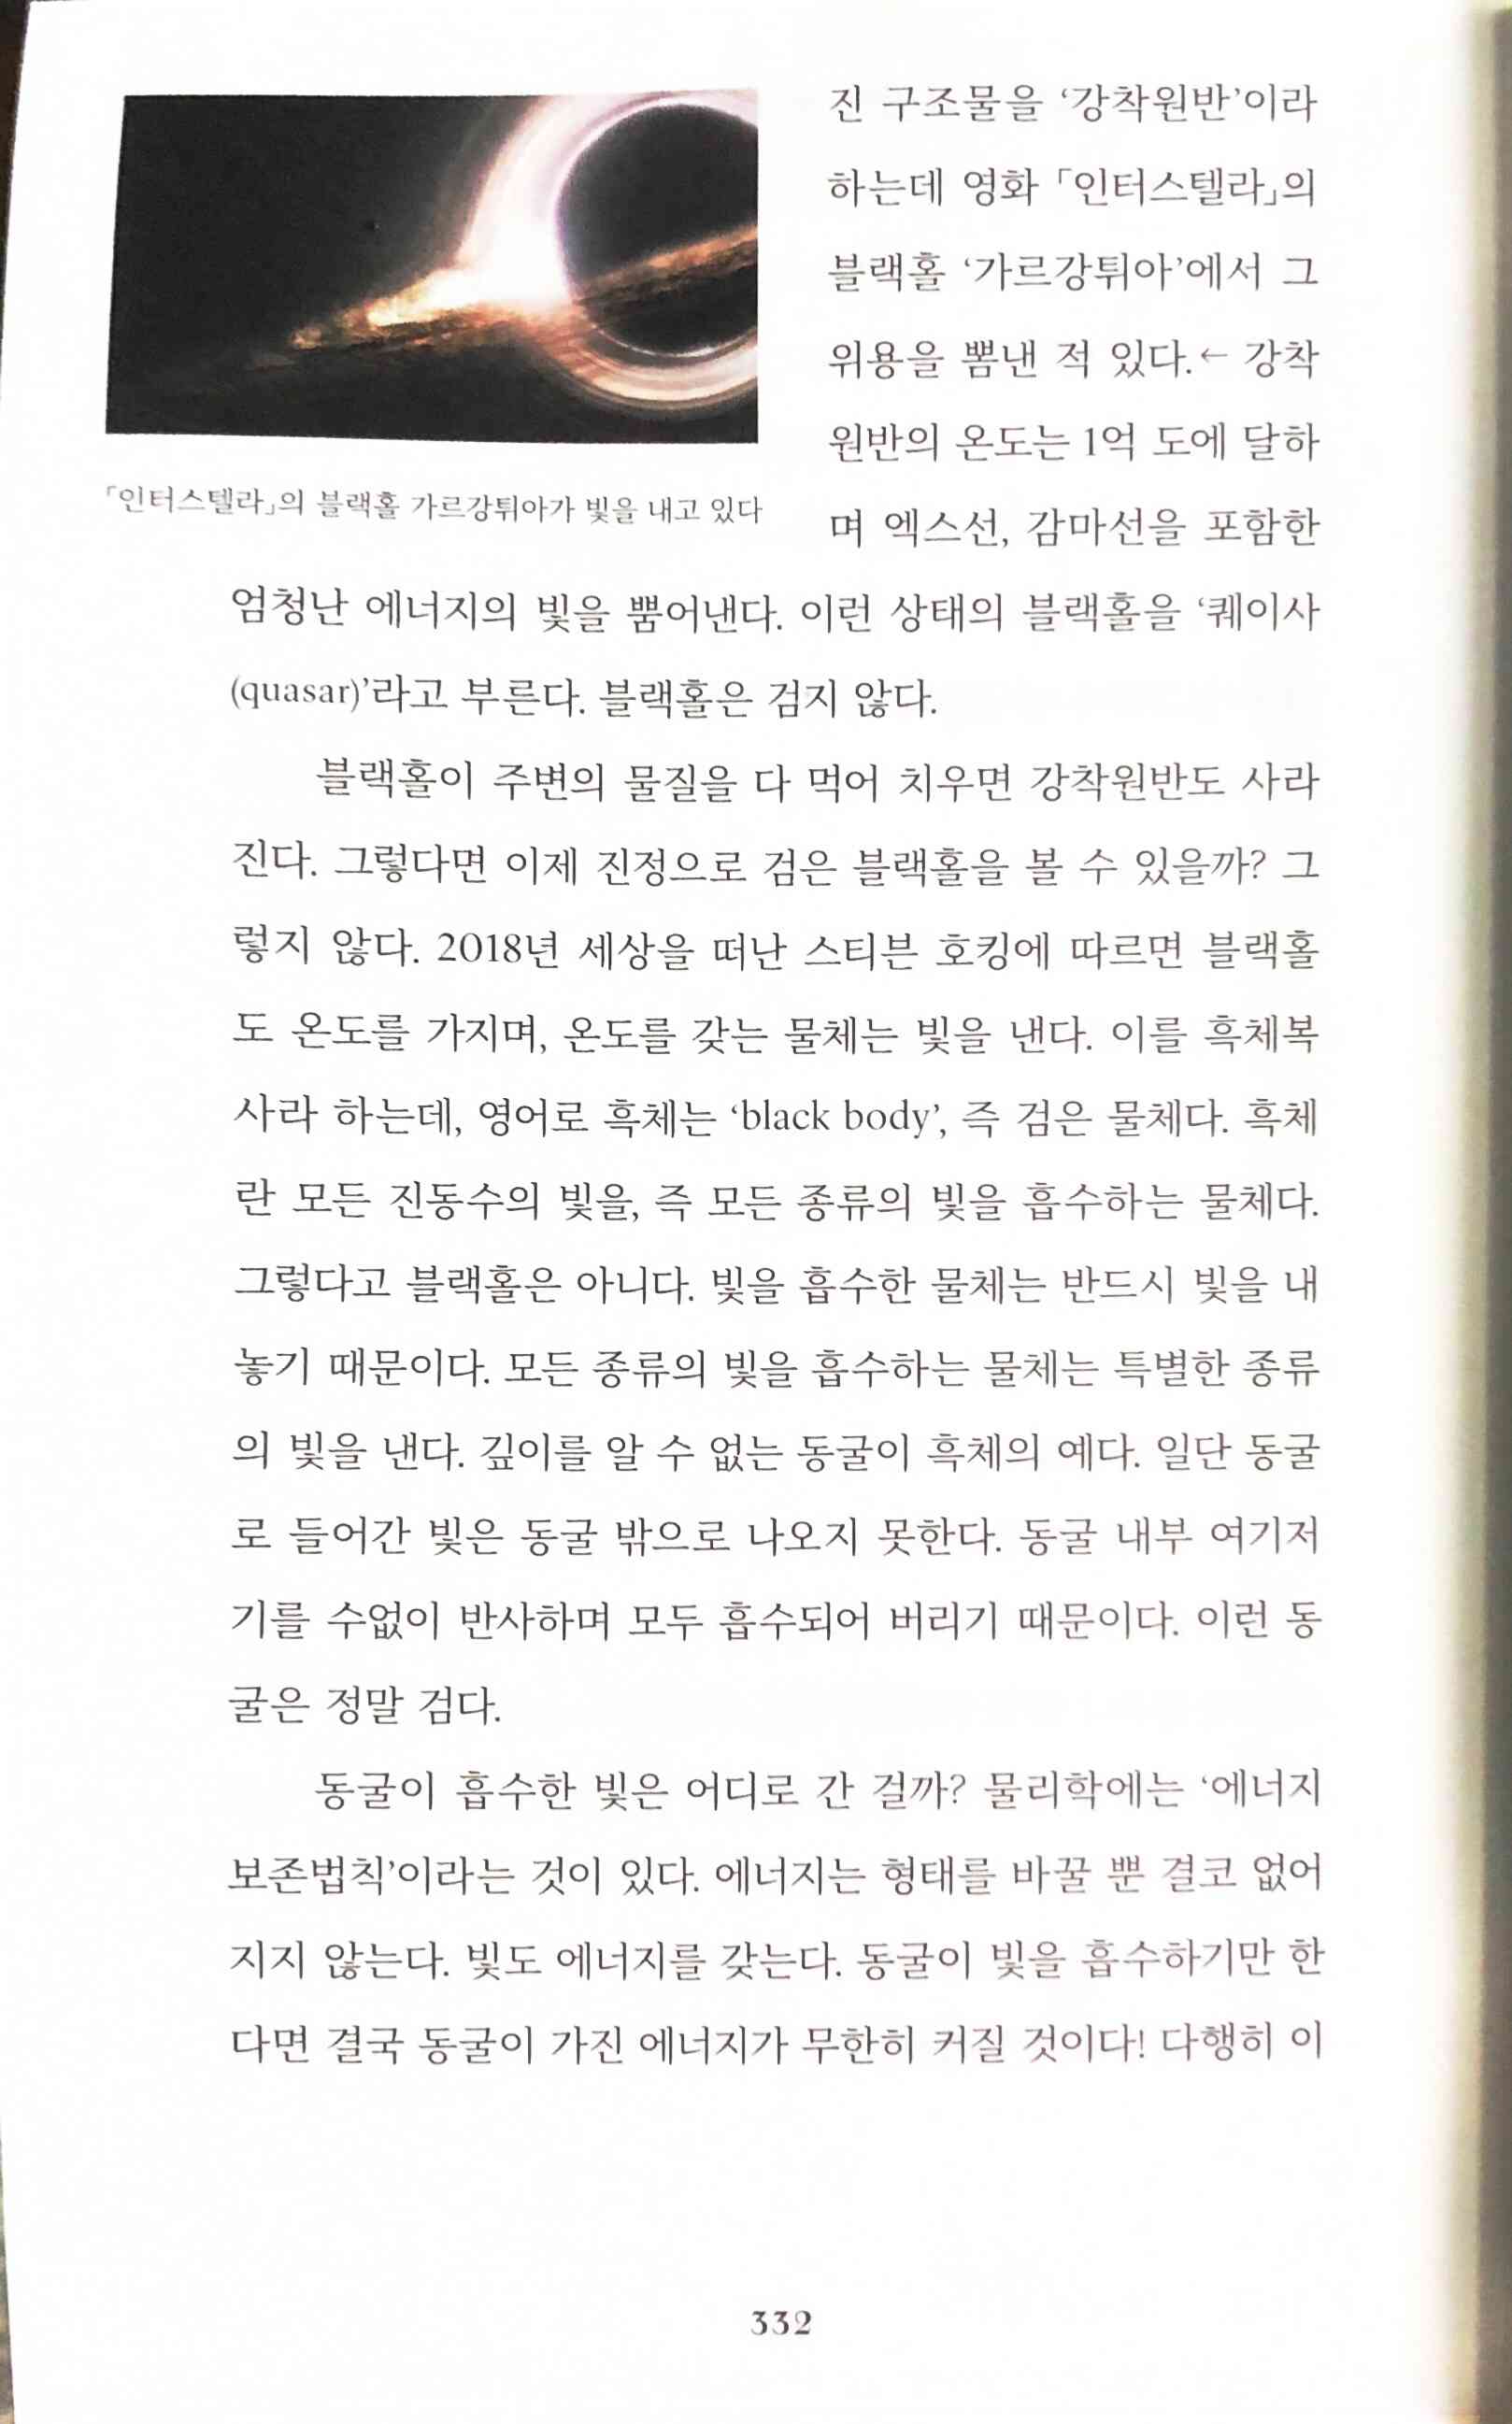 진 구조물을 ‘강착원반’이라
하는데 영화 「인터스텔라」의
블랙홀 ‘가르강튀아’에서 그
위용을 뽐낸 적 있다.← 강착
원반의 온도는 1억 도에 달하
며 엑스선, 감마선을 포함한
「인터스텔라」의 블랙홀 가르강튀아가 빛을 내고 있다
엄청난 에너지의 빛을 뿜어낸다. 이런 상태의 블랙홀을 ‘퀘이사
(quasar)’라고 부른다. 블랙홀은 검지 않다.
블랙홀이 주변의 물질을 다 먹어 치우면 강착원반도 사라
진다. 그렇다면 이제 진정으로 검은 블랙홀을 볼 수 있을까? 그
렇지 않다. 2018년 세상을 떠난 스티븐 호킹에 따르면 블랙홀
도 온도를 가지며, 온도를 갖는 물체는 빛을 낸다. 이를 흑체복
사라 하는데, 영어로 흑체는 ‘black body’, 즉 검은 물체다. 흑체
란 모든 진동수의 빛을, 즉 모든 종류의 빛을 흡수하는 물체다.
그렇다고 블랙홀은 아니다. 빛을 흡수한 물체는 반드시 빛을 내
놓기 때문이다. 모든 종류의 빛을 흡수하는 물체는 특별한 종류
의 빛을 낸다. 깊이를 알 수 없는 동굴이 흑체의 예다. 일단 동굴
로 들어간 빛은 동굴 밖으로 나오지 못한다. 동굴 내부 여기저
기를 수없이 반사하며 모두 흡수되어 버리기 때문이다. 이런 동
굴은 정말 검다.
동굴이 흡수한 빛은 어디로 간 걸까? 물리학에는 ‘에너지
보존법칙’이라는 것이 있다. 에너지는 형태를 바꿀 뿐 결코 없어
지지 않는다. 빛도 에너지를 갖는다. 동굴이 빛을 흡수하기만 한
다면 결국 동굴이 가진 에너지가 무한히 커질 것이다! 다행히 이
332